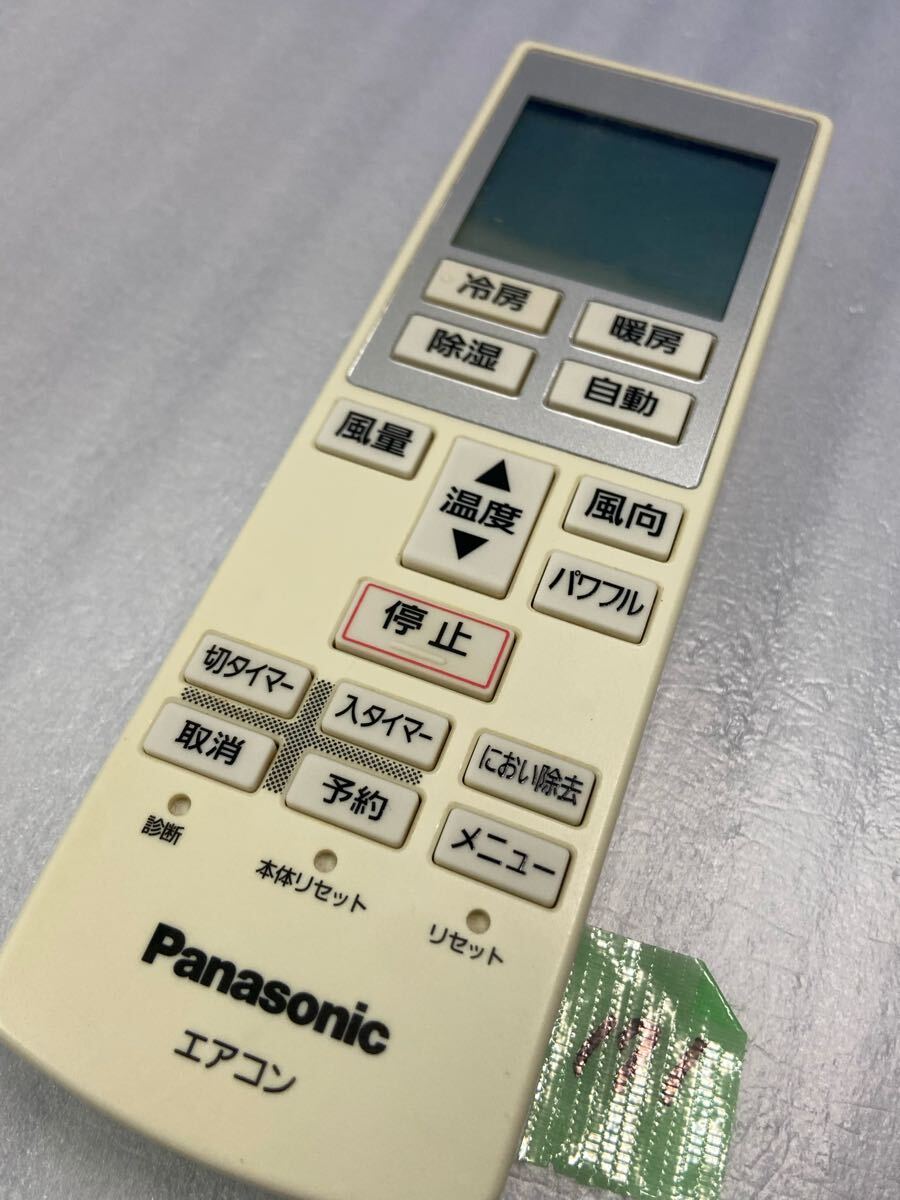 冷房
暖房
除湿
自動
風量
▲
温度
▼
風向
パワフル
停止
切タイマー
入タイマー
におい除去
取消
予約
メニュー
診断
本体リセット
リセット
Panasonic
エアコン
171